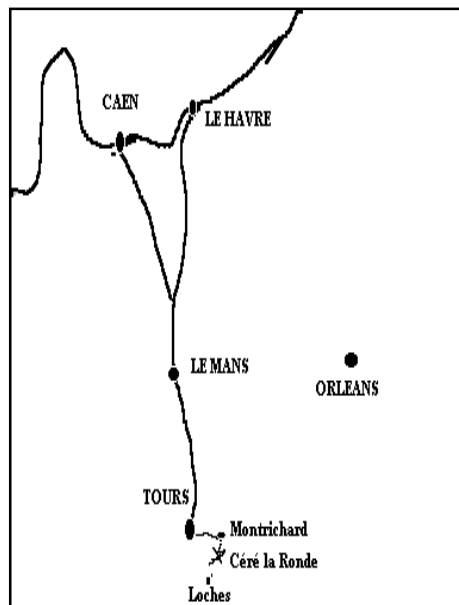 CAEN
LE HAVRE
LE MANS
ORLEANS
TOURS
Montrichard
Céré la Ronde
Loches